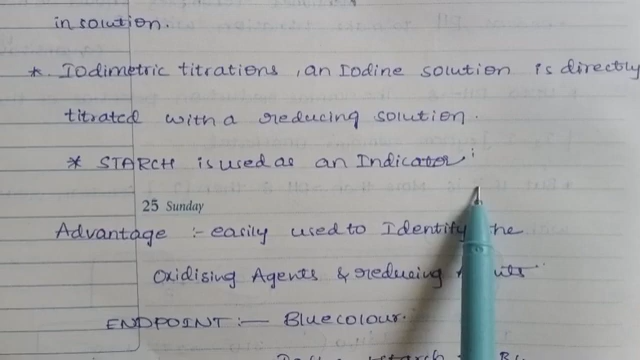 in solution.
* Iodimetric titrations, an Iodine solution is directly
titrated with a reducing solution.
* STARCH is used as an Indicator
25 Sunday
Advantage :- easily used to Identify the
Oxidising Agents & reducing
ENDPOINT :- Blue colour.